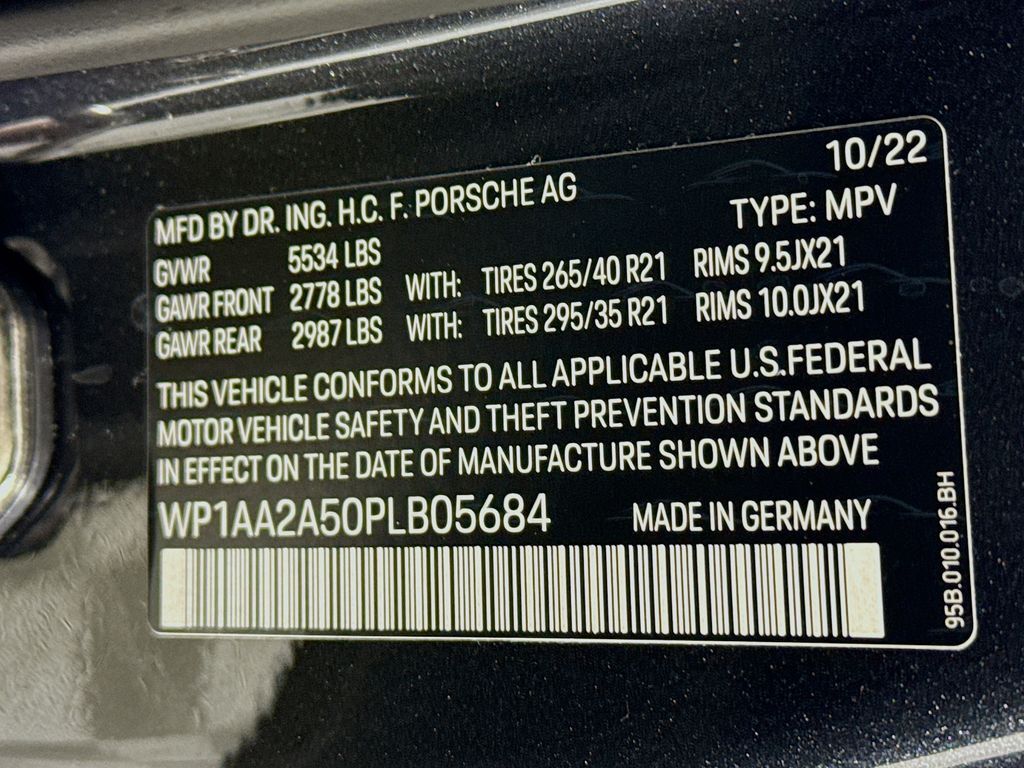 10/22
MFD BY DR. ING. H.C. F. PORSCHE AG TYPE: MPV
GVWR 5534 LBS
GAWR FRONT 2778 LBS WITH: TIRES 265/40 R21 RIMS 9.5JX21
GAWR REAR 2987 LBS WITH: TIRES 295/35 R21 RIMS 10.0JX21
THIS VEHICLE CONFORMS TO ALL APPLICABLE U.S.FEDERAL
MOTOR VEHICLE SAFETY AND THEFT PREVENTION STANDARDS
IN EFFECT ON THE DATE OF MANUFACTURE SHOWN ABOVE
WP1AA2A50PLB05684 MADE IN GERMANY
95B.010.016.BH